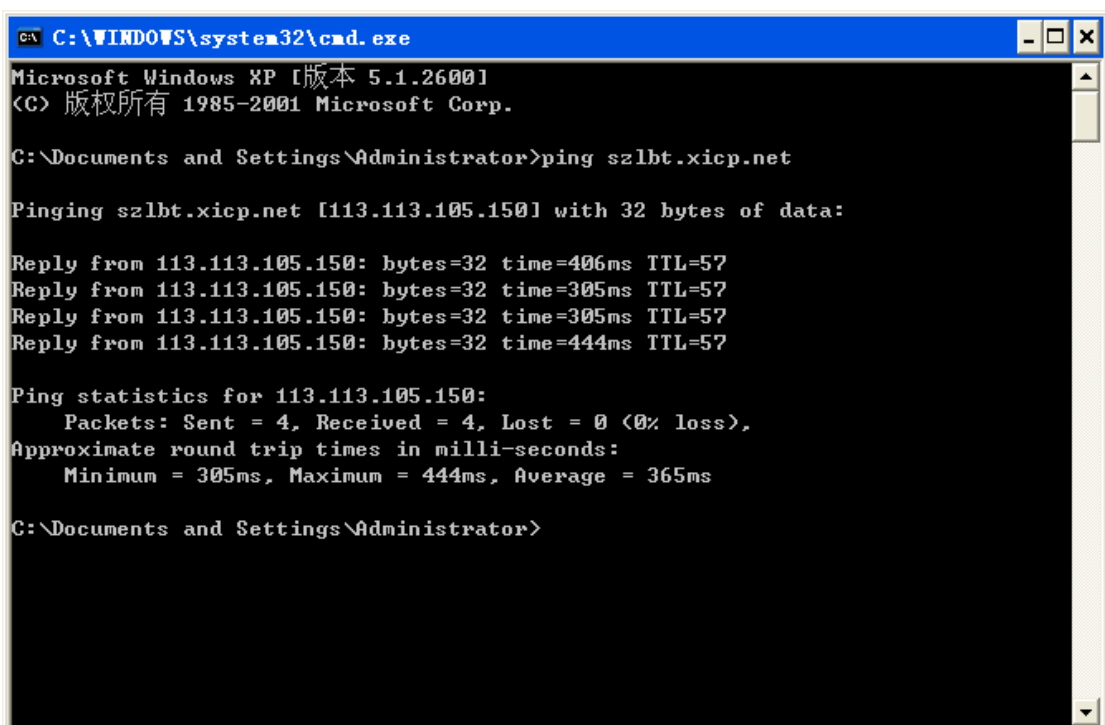 C:\WINDOWS\system32\cmd.exe
Microsoft Windows XP [版本 5.1.2600]
(C) 版权所有 1985-2001 Microsoft Corp.
C:\Documents and Settings\Administrator>ping szlbt.xicp.net
Pinging szlbt.xicp.net [113.113.105.150] with 32 bytes of data:
Reply from 113.113.105.150: bytes=32 time=406ms TTL=57
Reply from 113.113.105.150: bytes=32 time=305ms TTL=57
Reply from 113.113.105.150: bytes=32 time=305ms TTL=57
Reply from 113.113.105.150: bytes=32 time=444ms TTL=57
Ping statistics for 113.113.105.150:
Packets: Sent = 4, Received = 4, Lost = 0 (0% loss),
Approximate round trip times in milli-seconds:
Minimum = 305ms, Maximum = 444ms, Average = 365ms
C:\Documents and Settings\Administrator>